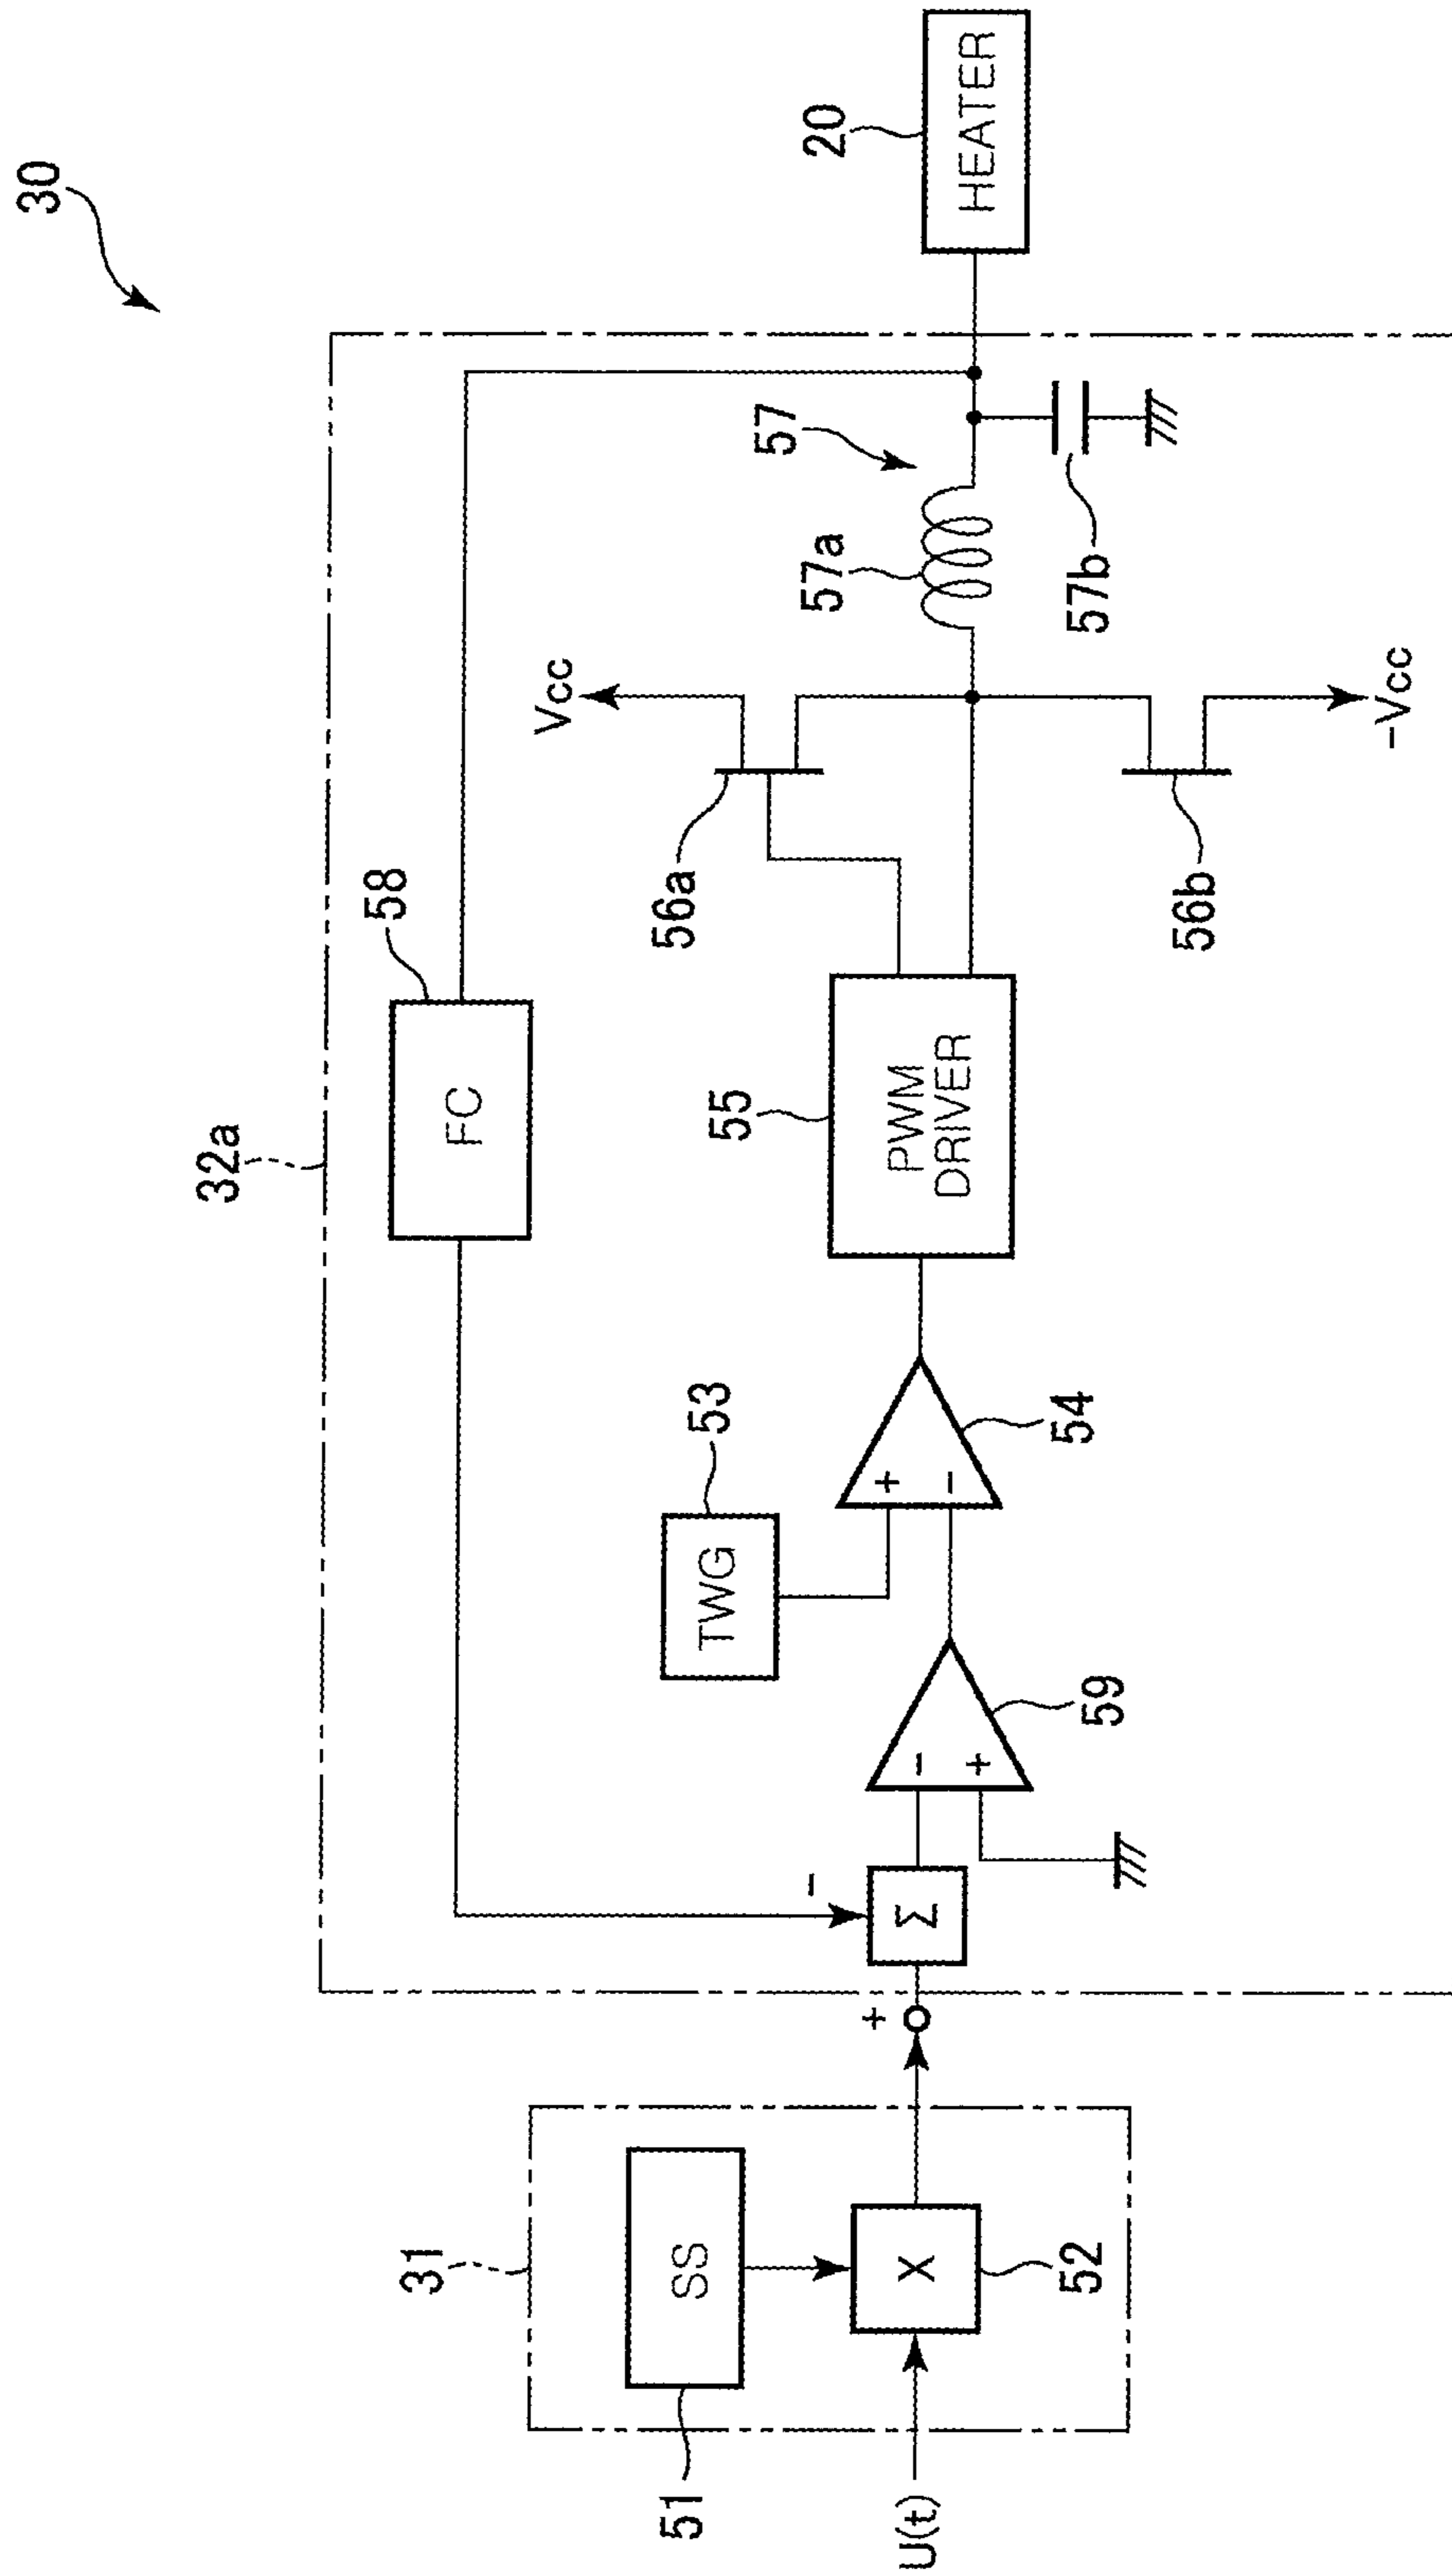 30
32a
58
FC
Vcc
56a
57
57a
20
HEATER
53
TWG
55
PWM
DRIVER
31
51
SS
−
+
Σ
−
+
+
−
U(t)
X
52
59
54
56b
−Vcc
57b